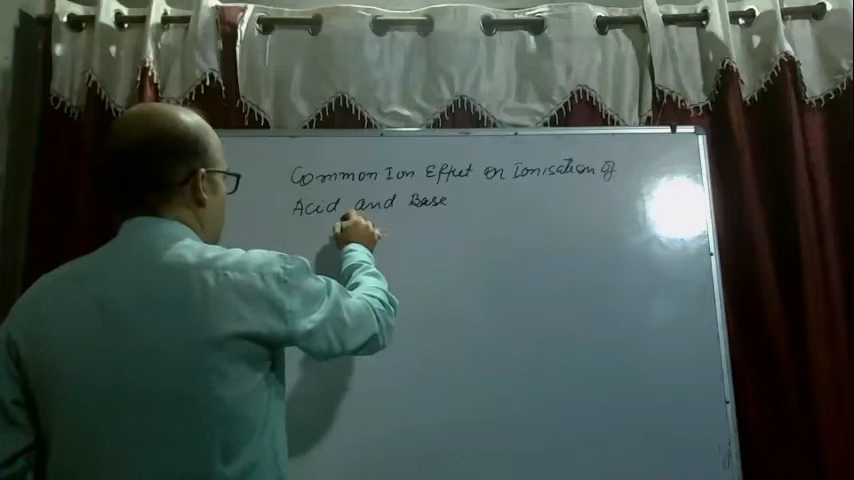 Common Ion Effect on Ionisation of
Acid and Base